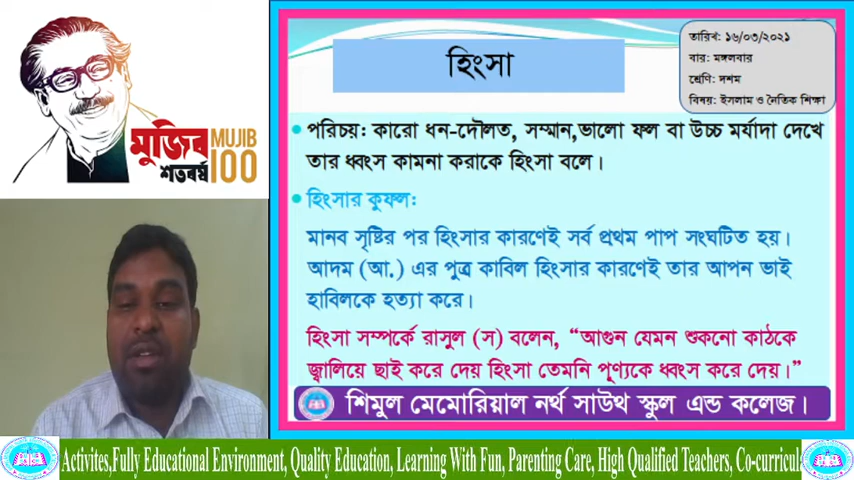 মুজিব
শতবর্ষ
MUJIB
100
হিংসা
তারিখ: ১৬/০৩/২০২১
বার: মঙ্গলবার
শ্রেণি: দশম
বিষয়: ইসলাম ও নৈতিক শিক্ষা
• পরিচয়: কারো ধন-দৌলত, সম্মান,ভালো ফল বা উচ্চ মর্যাদা দেখে
তার ধ্বংস কামনা করাকে হিংসা বলে।
• হিংসার কুফল:
মানব সৃষ্টির পর হিংসার কারণেই সর্ব প্রথম পাপ সংঘটিত হয়।
আদম (আ.) এর পুত্র কাবিল হিংসার কারণেই তার আপন ভাই
হাবিলকে হত্যা করে।
হিংসা সম্পর্কে রাসুল (স) বলেন, “আগুন যেমন শুকনো কাঠকে
জ্বালিয়ে ছাই করে দেয় হিংসা তেমনি পূণ্যকে ধ্বংস করে দেয়।”
শিমুল মেমোরিয়াল নর্থ সাউথ স্কুল এন্ড কলেজ।
Activites,Fully Educational Environment, Quality Education, Learning With Fun, Parenting Care, High Qualified Teachers, Co-curricula